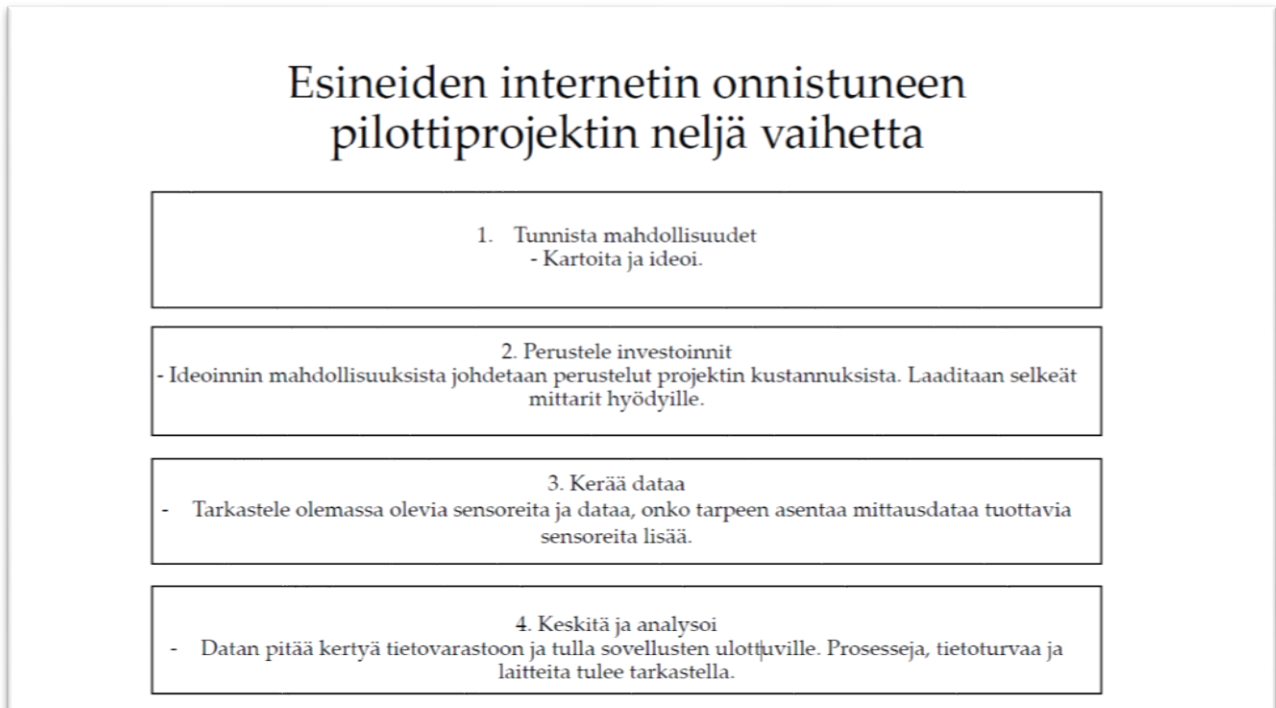 Esineiden internetin onnistuneen
pilottiprojektin neljä vaihetta
1. Tunnista mahdollisuudet
- Kartoita ja ideoi.
2. Perustele investoinnit
- Ideoinnin mahdollisuuksista johdetaan perustelut projektin kustannuksista. Laaditaan selkeät
mittarit hyödyille.
3. Kerää dataa
- Tarkastele olemassa olevia sensoreita ja dataa, onko tarpeen asentaa mittausdataa tuottavia
sensoreita lisää.
4. Keskitä ja analysoi
- Datan pitää kertyä tietovarastoon ja tulla sovellusten ulottuville. Prosesseja, tietoturvaa ja
laitteita tulee tarkastella.